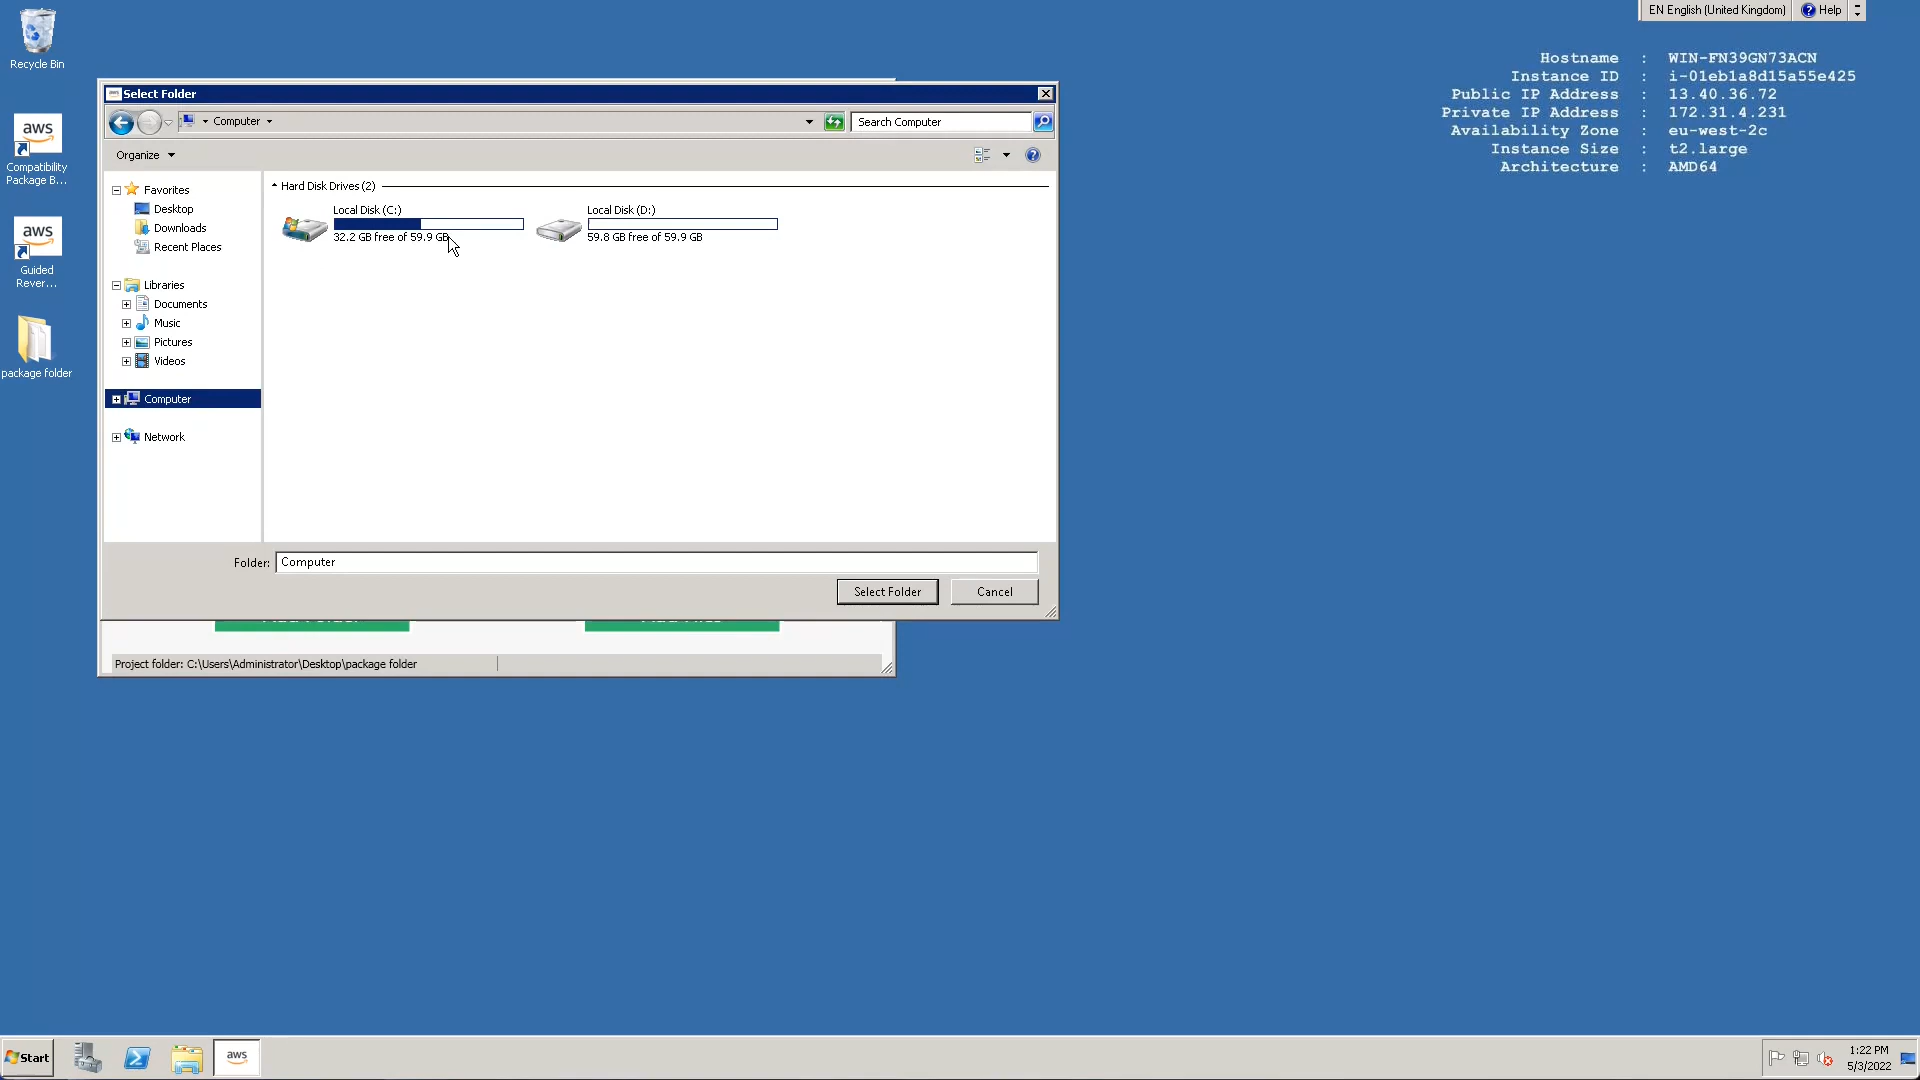 Recycle Bin
aws
Compatibility
Package B...
aws
Guided
Rever...
package folder
EN English (United Kingdom)
Help
Hostname : WIN-FN39GN73ACN
Instance ID : i-01eb1a8d15a55e425
Public IP Address : 13.40.36.72
Private IP Address : 172.31.4.231
Availability Zone : eu-west-2c
Instance Size : t2.large
Architecture : AMD64
Select Folder
Computer
Search Computer
Organize
Favorites
Desktop
Downloads
Recent Places
Libraries
Documents
Music
Pictures
Videos
Computer
Network
Hard Disk Drives (2)
Local Disk (C:)
32.2 GB free of 59.9 GB
Local Disk (D:)
59.8 GB free of 59.9 GB
Folder: Computer
Select Folder
Cancel
Project folder: C:\Users\Administrator\Desktop\package folder
Start
aws
1:22 PM
5/3/2022